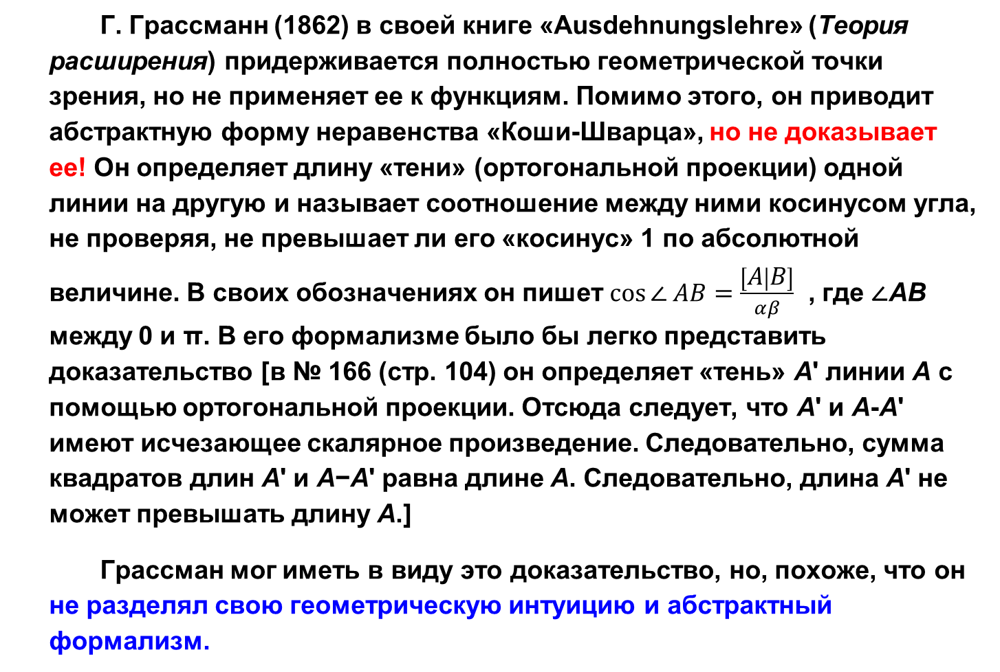 Г. Грассманн (1862) в своей книге «Ausdehnungslehre» (Теория
расширения) придерживается полностью геометрической точки
зрения, но не применяет ее к функциям. Помимо этого, он приводит
абстрактную форму неравенства «Коши-Шварца», но не доказывает
ее! Он определяет длину «тени» (ортогональной проекции) одной
линии на другую и называет соотношение между ними косинусом угла,
не проверяя, не превышает ли его «косинус» 1 по абсолютной
величине. В своих обозначениях он пишет cos∠ AB = [A|B]/αβ , где ∠AB
между 0 и π. В его формализме было бы легко представить
доказательство [в № 166 (стр. 104) он определяет «тень» A' линии A с
помощью ортогональной проекции. Отсюда следует, что A' и A-A'
имеют исчезающее скалярное произведение. Следовательно, сумма
квадратов длин A' и A−A' равна длине A. Следовательно, длина A' не
может превышать длину A.]
Грассман мог иметь в виду это доказательство, но, похоже, что он
не разделял свою геометрическую интуицию и абстрактный
формализм.